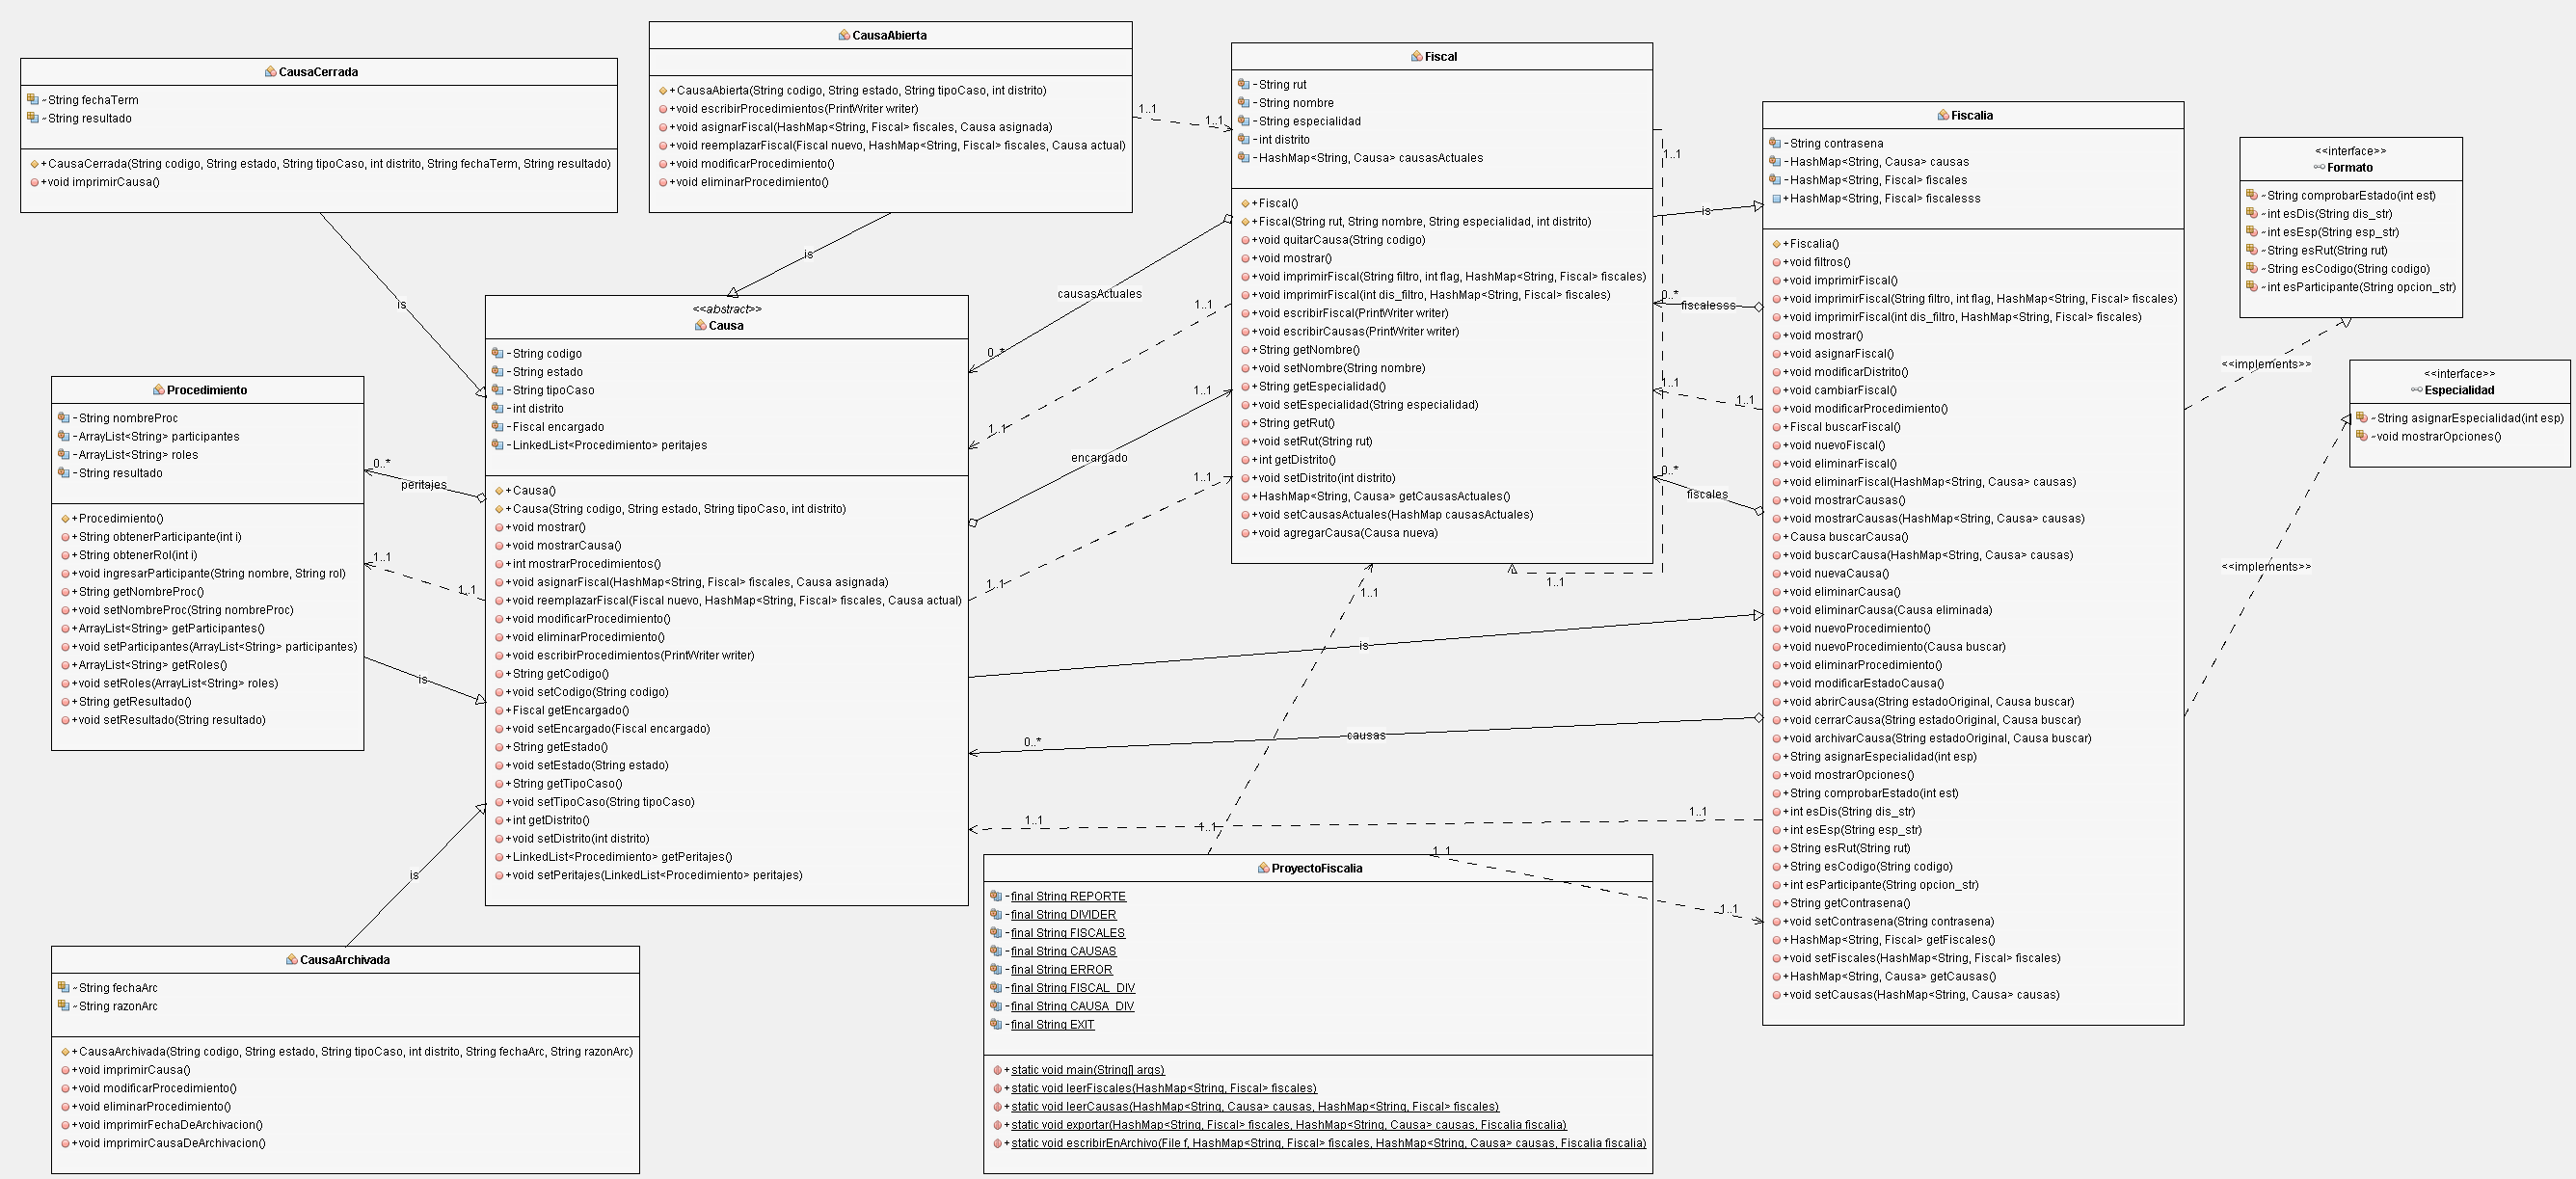 CausaCerrada
~String fechaTerm
~String resultado
+CausaCerrada(String codigo, String estado, String tipoCaso, int distrito, String fechaTerm, String resultado)
+void imprimirCausa()
CausaAbierta
+CausaAbierta(String codigo, String estado, String tipoCaso, int distrito)
+void escribirProcedimientos(PrintWriter writer)
+void asignarFiscal(HashMap<String, Fiscal> fiscales, Causa asignada)
+void reemplazarFiscal(Fiscal nuevo, HashMap<String, Fiscal> fiscales, Causa actual)
+void modificarProcedimiento()
+void eliminarProcedimiento()
1..1
1..1
Fiscal
-String rut
-String nombre
-String especialidad
-int distrito
-HashMap<String, Causa> causasActuales
+Fiscal()
+Fiscal(String rut, String nombre, String especialidad, int distrito)
+void quitarCausa(String codigo)
+void mostrar()
+void imprimirFiscal(String filtro, int flag, HashMap<String, Fiscal> fiscales)
+void imprimirFiscal(int dis_filtro, HashMap<String, Fiscal> fiscales)
+void escribirFiscal(PrintWriter writer)
+void escribirCausas(PrintWriter writer)
+String getNombre()
+void setNombre(String nombre)
+String getEspecialidad()
+void setEspecialidad(String especialidad)
+String getRut()
+void setRut(String rut)
+int getDistrito()
+void setDistrito(int distrito)
+HashMap<String, Causa> getCausasActuales()
+void setCausasActuales(HashMap causasActuales)
+void agregarCausa(Causa nueva)
1..1
1..1
is
0..*
fiscalesss
1..1
1..1
0..*
fiscales
Fiscalia
-String contrasena
-HashMap<String, Causa> causas
-HashMap<String, Fiscal> fiscales
+HashMap<String, Fiscal> fiscalesss
+Fiscalia()
+void filtros()
+void imprimirFiscal()
+void imprimirFiscal(String filtro, int flag, HashMap<String, Fiscal> fiscales)
+void imprimirFiscal(int dis_filtro, HashMap<String, Fiscal> fiscales)
+void mostrar()
+void asignarFiscal()
+void modificarDistrito()
+void cambiarFiscal()
+void modificarProcedimiento()
+Fiscal buscarFiscal()
+void nuevoFiscal()
+void eliminarFiscal()
+void eliminarFiscal(HashMap<String, Causa> causas)
+void mostrarCausas()
+void mostrarCausas(HashMap<String, Causa> causas)
+Causa buscarCausa()
+void buscarCausa(HashMap<String, Causa> causas)
+void nuevaCausa()
+void eliminarCausa()
+void eliminarCausa(Causa eliminada)
+void nuevoProcedimiento()
+void nuevoProcedimiento(Causa buscar)
+void eliminarProcedimiento()
+void modificarEstadoCausa()
+void abrirCausa(String estadoOriginal, Causa buscar)
+void cerrarCausa(String estadoOriginal, Causa buscar)
+void archivarCausa(String estadoOriginal, Causa buscar)
+String asignarEspecialidad(int esp)
+void mostrarOpciones()
+String comprobarEstado(int est)
+int esDis(String dis_str)
+int esEsp(String esp_str)
+String esRut(String rut)
+String esCodigo(String codigo)
+int esParticipante(String opcion_str)
+String getContrasena()
+void setContrasena(String contrasena)
+HashMap<String, Fiscal> getFiscales()
+void setFiscales(HashMap<String, Fiscal> fiscales)
+HashMap<String, Causa> getCausas()
+void setCausas(HashMap<String, Causa> causas)
<<interface>>
Formato
~String comprobarEstado(int est)
~int esDis(String dis_str)
~int esEsp(String esp_str)
~String esRut(String rut)
~String esCodigo(String codigo)
~int esParticipante(String opcion_str)
<<implements>>
<<interface>>
Especialidad
~String asignarEspecialidad(int esp)
~void mostrarOpciones()
<<implements>>
is
is
causasActuales
0..*
1..1
1..1
1..1
encargado
1..1
1..1
<<abstract>>
Causa
-String codigo
-String estado
-String tipoCaso
-int distrito
-Fiscal encargado
-LinkedList<Procedimiento> peritajes
+Causa()
+Causa(String codigo, String estado, String tipoCaso, int distrito)
+void mostrar()
+void mostrarCausa()
+int mostrarProcedimientos()
+void asignarFiscal(HashMap<String, Fiscal> fiscales, Causa asignada)
+void reemplazarFiscal(Fiscal nuevo, HashMap<String, Fiscal> fiscales, Causa actual)
+void modificarProcedimiento()
+void eliminarProcedimiento()
+void escribirProcedimientos(PrintWriter writer)
+String getCodigo()
+void setCodigo(String codigo)
+Fiscal getEncargado()
+void setEncargado(Fiscal encargado)
+String getEstado()
+void setEstado(String estado)
+String getTipoCaso()
+void setTipoCaso(String tipoCaso)
+int getDistrito()
+void setDistrito(int distrito)
+LinkedList<Procedimiento> getPeritajes()
+void setPeritajes(LinkedList<Procedimiento> peritajes)
Procedimiento
-String nombreProc
-ArrayList<String> participantes
-ArrayList<String> roles
-String resultado
+Procedimiento()
+String obtenerParticipante(int i)
+String obtenerRol(int i)
+void ingresarParticipante(String nombre, String rol)
+String getNombreProc()
+void setNombreProc(String nombreProc)
+ArrayList<String> getParticipantes()
+void setParticipantes(ArrayList<String> participantes)
+ArrayList<String> getRoles()
+void setRoles(ArrayList<String> roles)
+String getResultado()
+void setResultado(String resultado)
0..*
peritajes
1..1
1..1
is
is
1..1
is
0..*
causas
1..1
1..1
1..1
1..1
1..1
CausaArchivada
~String fechaArc
~String razonArc
+CausaArchivada(String codigo, String estado, String tipoCaso, int distrito, String fechaArc, String razonArc)
+void imprimirCausa()
+void modificarProcedimiento()
+void eliminarProcedimiento()
+void imprimirFechaDeArchivacion()
+void imprimirCausaDeArchivacion()
ProyectoFiscalia
-final String REPORTE
-final String DIVIDER
-final String FISCALES
-final String CAUSAS
-final String ERROR
-final String FISCAL_DIV
-final String CAUSA_DIV
-final String EXIT
+static void main(String[] args)
+static void leerFiscales(HashMap<String, Fiscal> fiscales)
+static void leerCausas(HashMap<String, Causa> causas, HashMap<String, Fiscal> fiscales)
+static void exportar(HashMap<String, Fiscal> fiscales, HashMap<String, Causa> causas, Fiscalia fiscalia)
+static void escribirEnArchivo(File f, HashMap<String, Fiscal> fiscales, HashMap<String, Causa> causas, Fiscalia fiscalia)